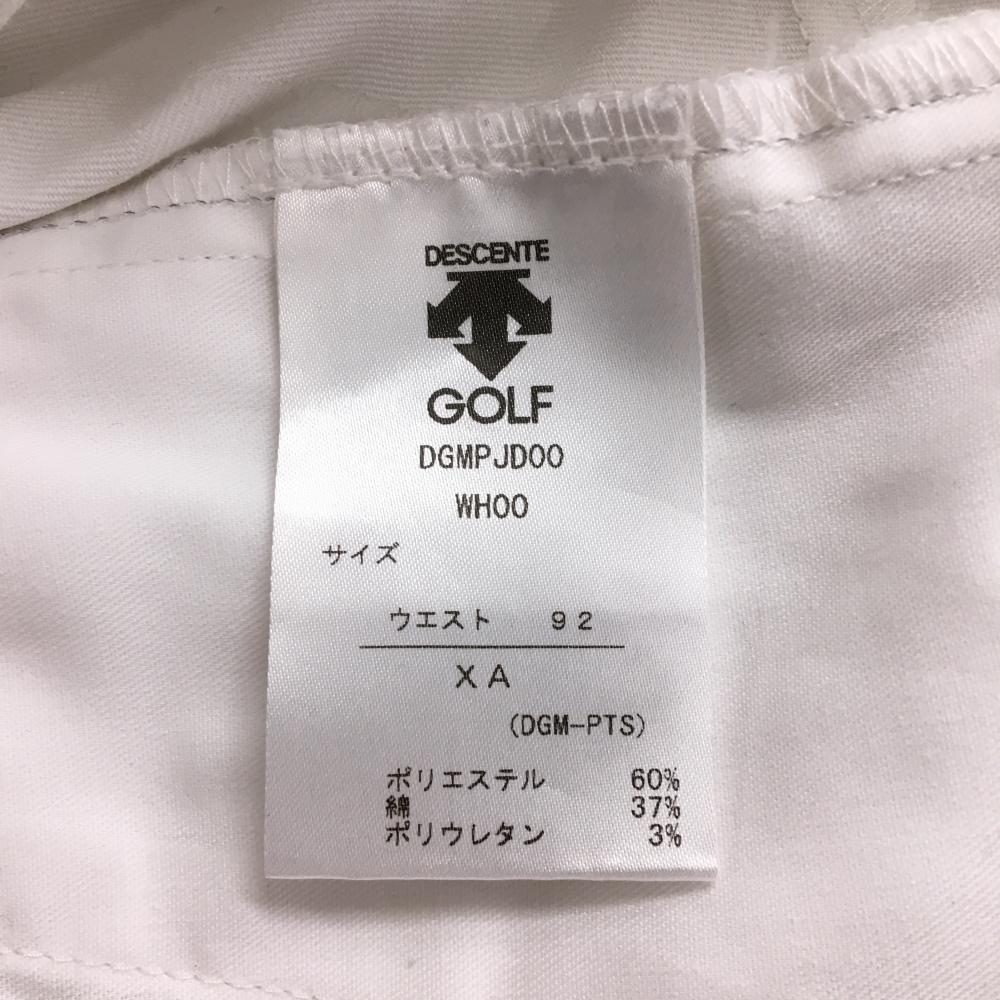 DESCENTE
GOLF
DGMPJD00
WH00
サイズ
ウエスト 92
XA
(DGM-PTS)
ポリエステル 60%
綿 37%
ポリウレタン 3%